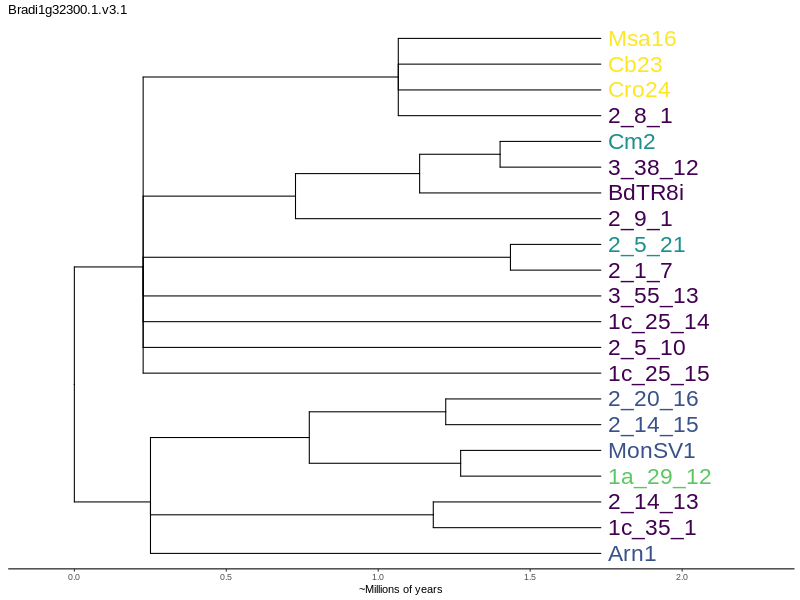 Bradi1g32300.1.v3.1
Msa16
Cb23
Cro24
2_8_1
Cm2
3_38_12
BdTR8i
2_9_1
2_5_21
2_1_7
3_55_13
1c_25_14
2_5_10
1c_25_15
2_20_16
2_14_15
MonSV1
1a_29_12
2_14_13
1c_35_1
Arn1
0.0 0.5 1.0 1.5 2.0
~Millions of years